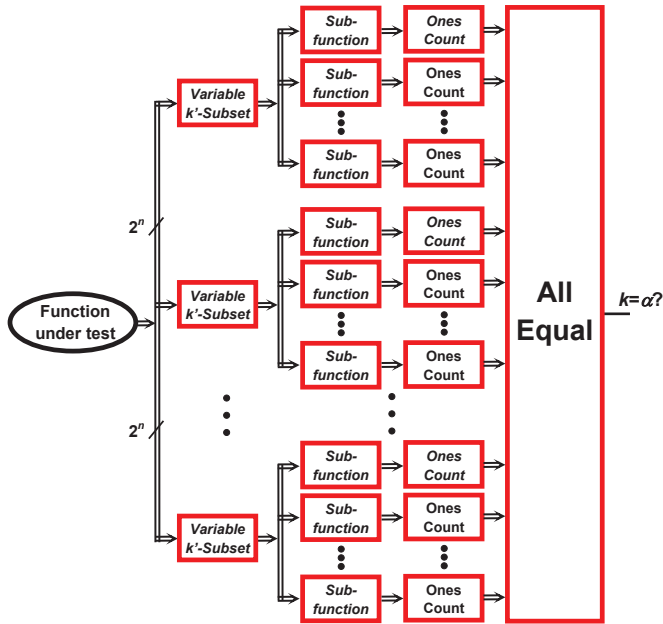 Sub-
function
Ones
Count
Variable
k'-Subset
Sub-
function
Ones
Count
Sub-
function
Ones
Count
2ⁿ
Function
under test
Variable
k'-Subset
Sub-
function
Ones
Count
Sub-
function
Ones
Count
Sub-
function
Ones
Count
2ⁿ
Variable
k'-Subset
Sub-
function
Ones
Count
Sub-
function
Ones
Count
Sub-
function
Ones
Count
All
Equal
k=α?